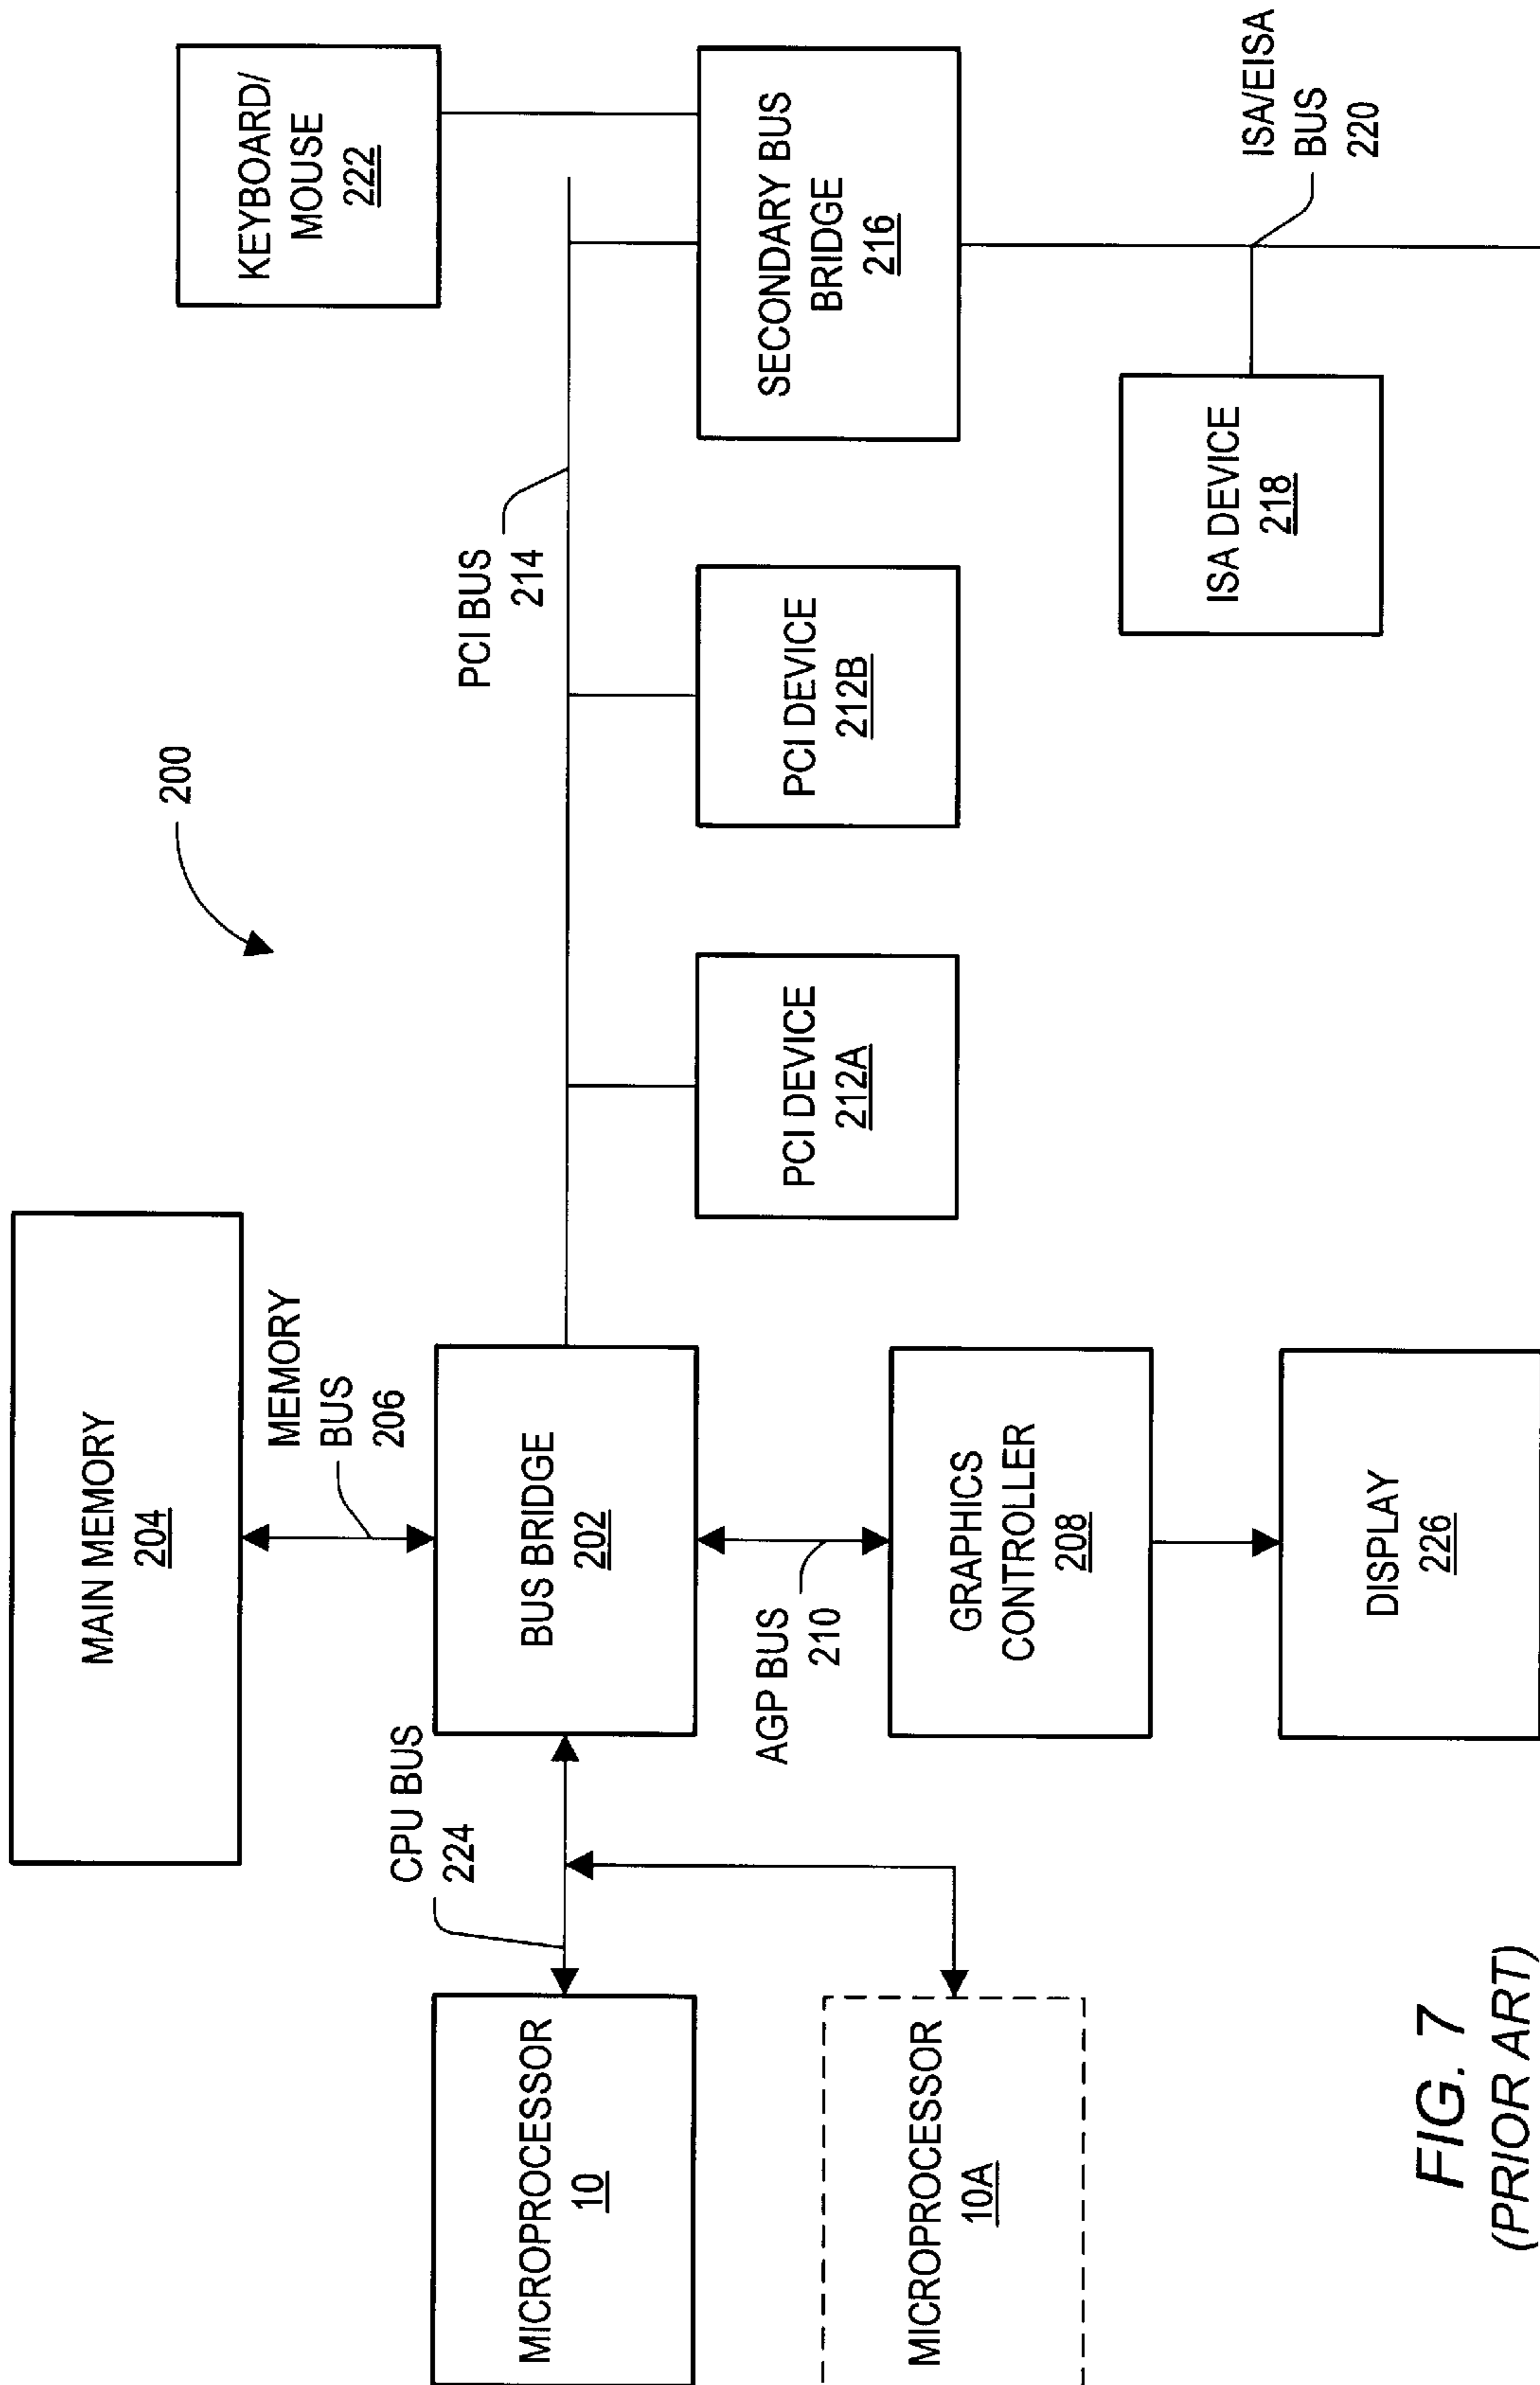 MAIN MEMORY
204
KEYBOARD/
MOUSE
222
200
MEMORY
BUS
206
CPU BUS
224
PCI BUS
214
MICROPROCESSOR
10
BUS BRIDGE
202
PCI DEVICE
212A
PCI DEVICE
212B
SECONDARY BUS
BRIDGE
216
AGP BUS
210
MICROPROCESSOR
10A
GRAPHICS
CONTROLLER
208
ISA DEVICE
218
ISA/EISA
BUS
220
DISPLAY
226
FIG. 7
(PRIOR ART)